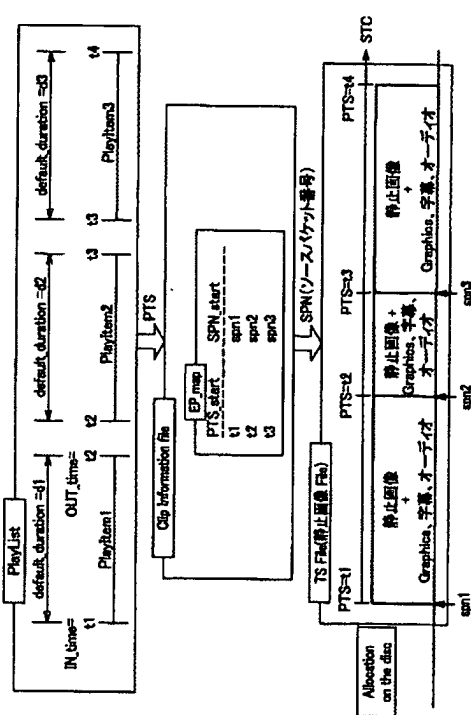 PlayList
default_duration =d1
default_duration =d2
default_duration =d3
IN_time=
OUT_time=
t1
t2
t2
t3
t3
t4
PlayItem1
PlayItem2
PlayItem3
PTS
Clip Information file
EP_map
PTS_start
SPN_start
t1
spn1
t2
spn2
t3
spn3
SPN(ソースパケット番号)
TS File(静止画像 File)
STC
PTS=t1
PTS=t2
PTS=t3
PTS=t4
静止画像
+
Graphics、字幕、オーディオ
静止画像 +
Graphics、字幕、
オーディオ
静止画像
+
Graphics、字幕、オーディオ
Allocation
on the disc
spn1
spn2
spn3